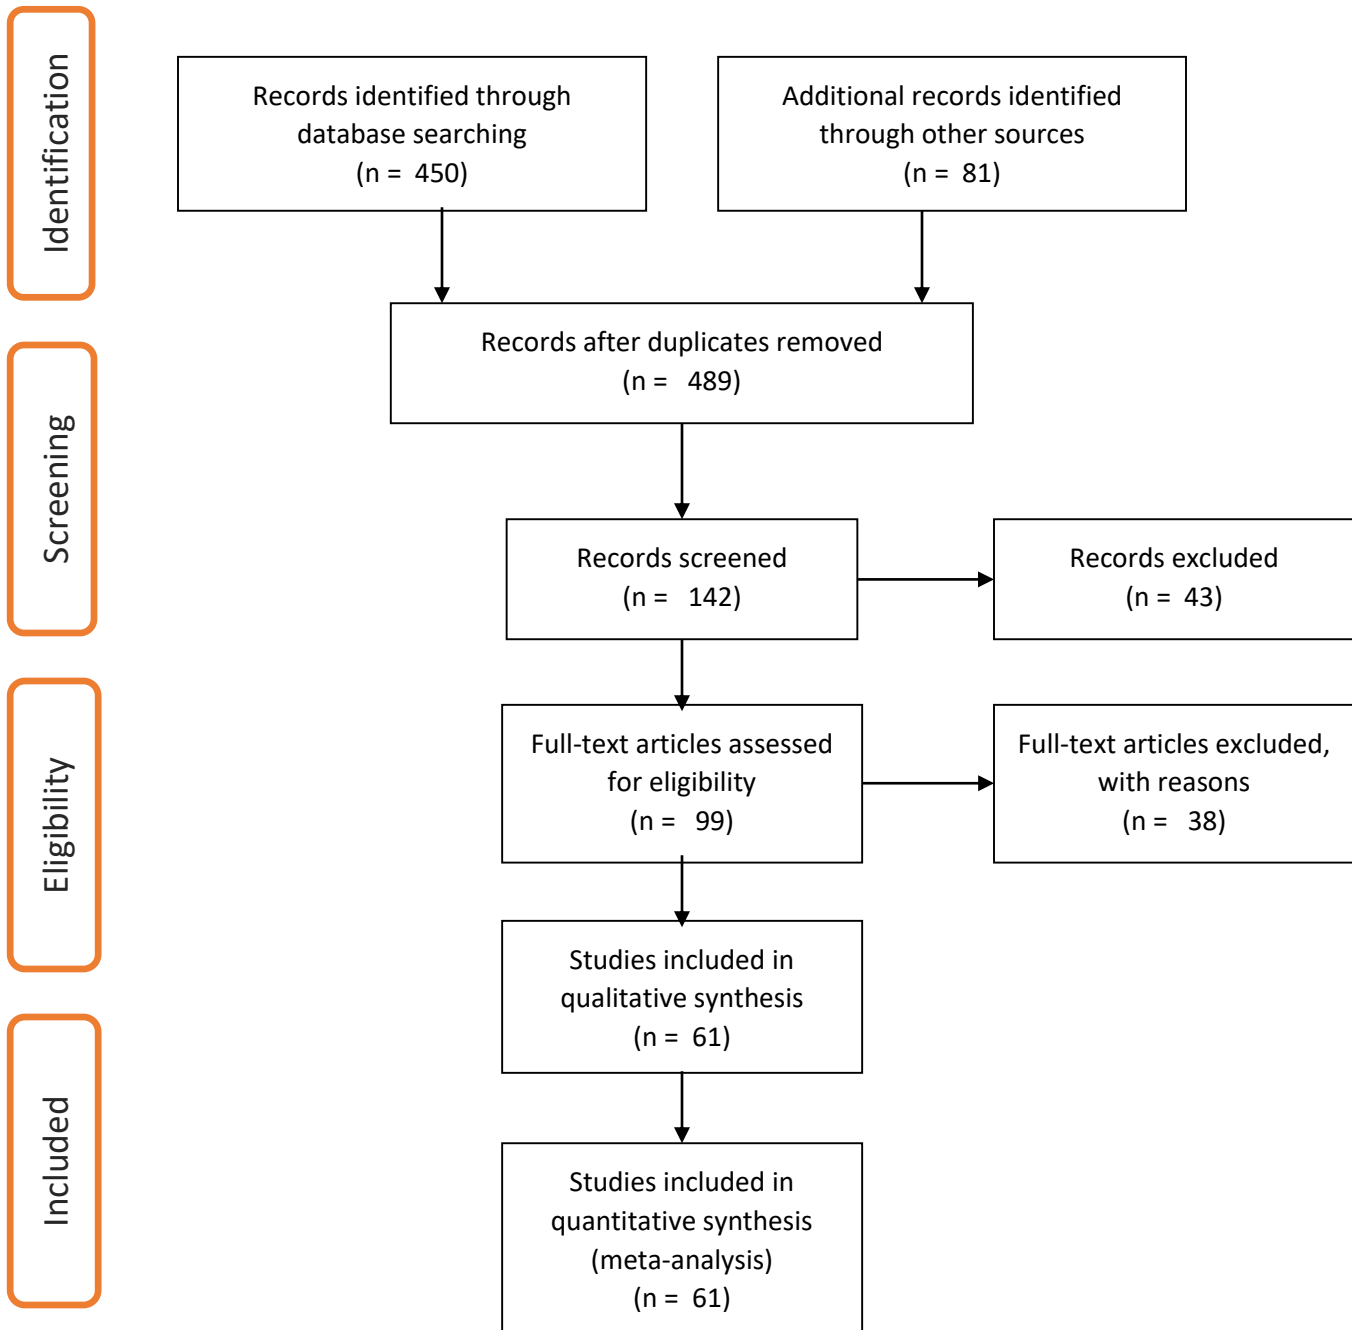 Identification
Records identified through
database searching
(n = 450)
Additional records identified
through other sources
(n = 81)
Records after duplicates removed
(n = 489)
Screening
Records screened
(n = 142)
Records excluded
(n = 43)
Eligibility
Full-text articles assessed
for eligibility
(n = 99)
Full-text articles excluded,
with reasons
(n = 38)
Studies included in
qualitative synthesis
(n = 61)
Included
Studies included in
quantitative synthesis
(meta-analysis)
(n = 61)